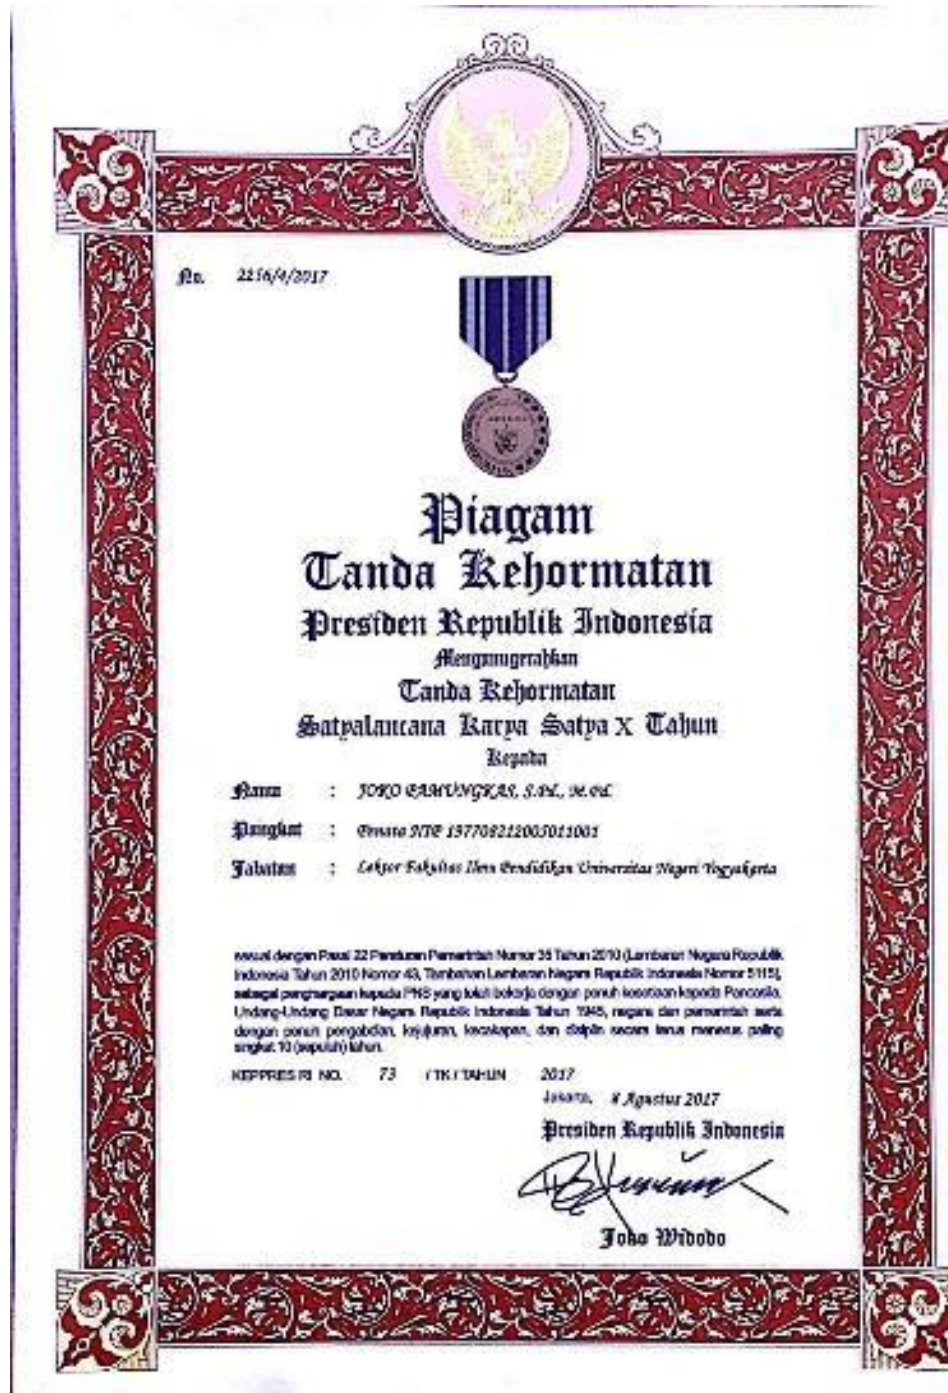 No. 2256/4/2017
Piagam
Tanda Kehormatan
Presiden Republik Indonesia
Menganugerahkan
Tanda Kehormatan
Satyalancana Karya Satya X Tahun
Kepada
Nama : JOKO PAMUNGKAS, S.Pd., M.Pd.
Pangkat : Penata NIP 197708212005011001
Jabatan : Lektor Fakultas Ilmu Pendidikan Universitas Negeri Yogyakarta
sesuai dengan Pasal 22 Peraturan Pemerintah Nomor 35 Tahun 2010 (Lembaran Negara Republik
Indonesia Tahun 2010 Nomor 43, Tambahan Lembaran Negara Republik Indonesia Nomor 5115),
sebagai penghargaan kepada PNS yang telah bekerja dengan penuh kesetiaan kepada Pancasila,
Undang-Undang Dasar Negara Republik Indonesia Tahun 1945, negara dan pemerintah serta
dengan penuh pengabdian, kejujuran, kecakapan, dan disiplin secara terus menerus paling
singkat 10 (sepuluh) tahun.
KEPPRES RI NO. 73 / TK / TAHUN 2017
Jakarta, 8 Agustus 2017
Presiden Republik Indonesia
Joko Widodo